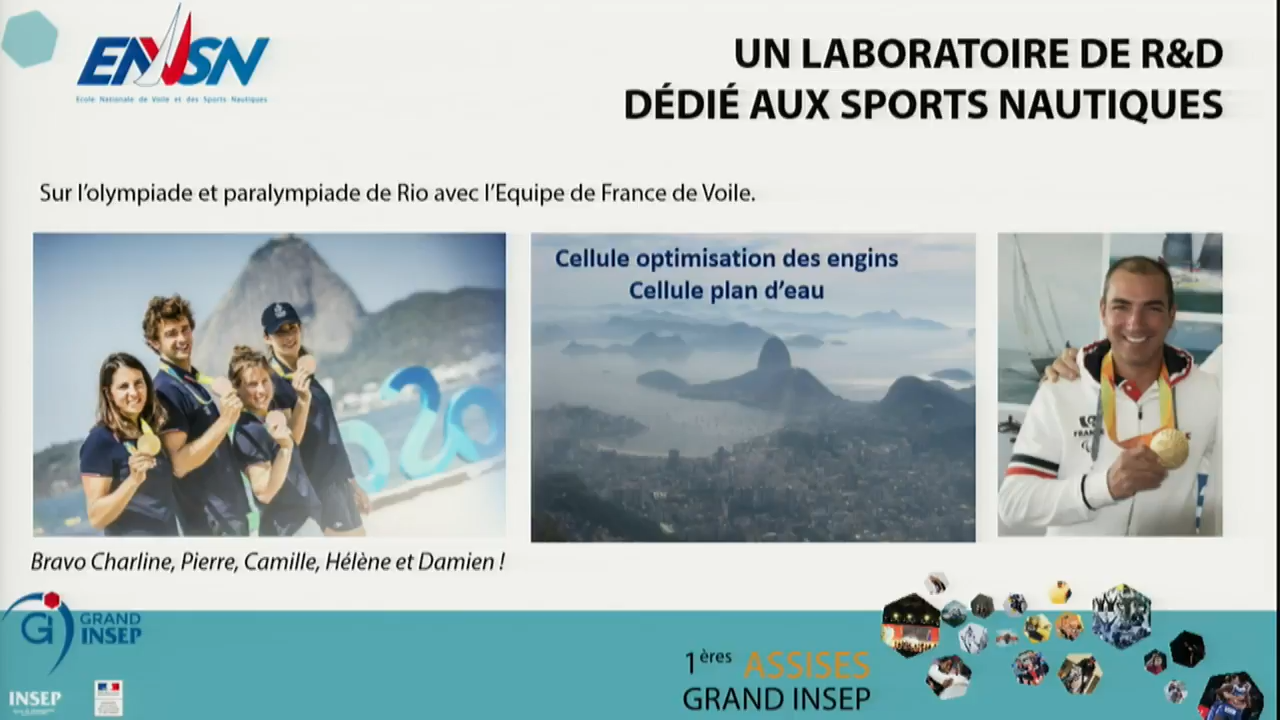 ENVSN
Ecole Nationale de Voile et des Sports Nautiques
UN LABORATOIRE DE R&D
DÉDIÉ AUX SPORTS NAUTIQUES
Sur l'olympiade et paralympiade de Rio avec l'Equipe de France de Voile.
Cellule optimisation des engins
Cellule plan d'eau
Bravo Charline, Pierre, Camille, Hélène et Damien !
GRAND
INSEP
1ères ASSISES
GRAND INSEP
INSEP